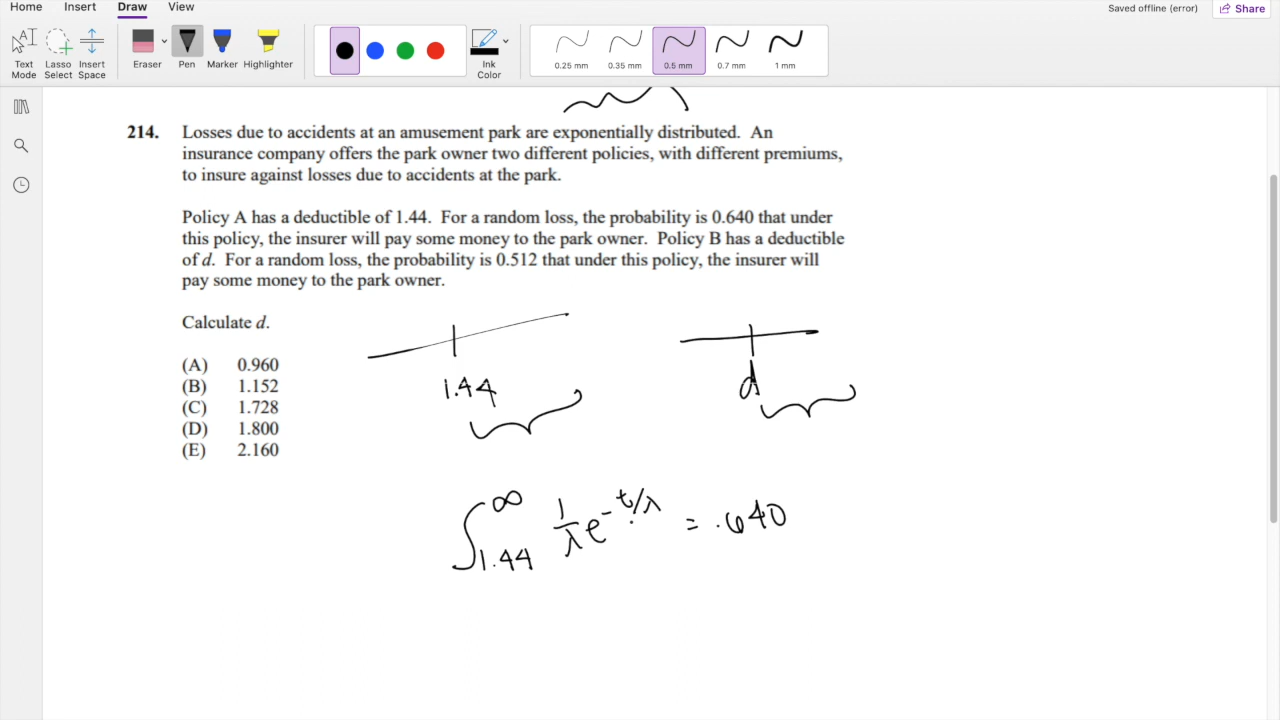 Home Insert Draw View
Saved offline (error)
Share
Text Mode
Lasso Select
Insert Space
Eraser
Pen
Marker
Highlighter
Ink Color
0.25 mm
0.35 mm
0.5 mm
0.7 mm
1 mm
214. Losses due to accidents at an amusement park are exponentially distributed. An
insurance company offers the park owner two different policies, with different premiums,
to insure against losses due to accidents at the park.
Policy A has a deductible of 1.44. For a random loss, the probability is 0.640 that under
this policy, the insurer will pay some money to the park owner. Policy B has a deductible
of d. For a random loss, the probability is 0.512 that under this policy, the insurer will
pay some money to the park owner.
Calculate d.
(A) 0.960
(B) 1.152
(C) 1.728
(D) 1.800
(E) 2.160
1.44
d
∫_{1.44}^{∞} 1/λ e^{-t/λ} = .640